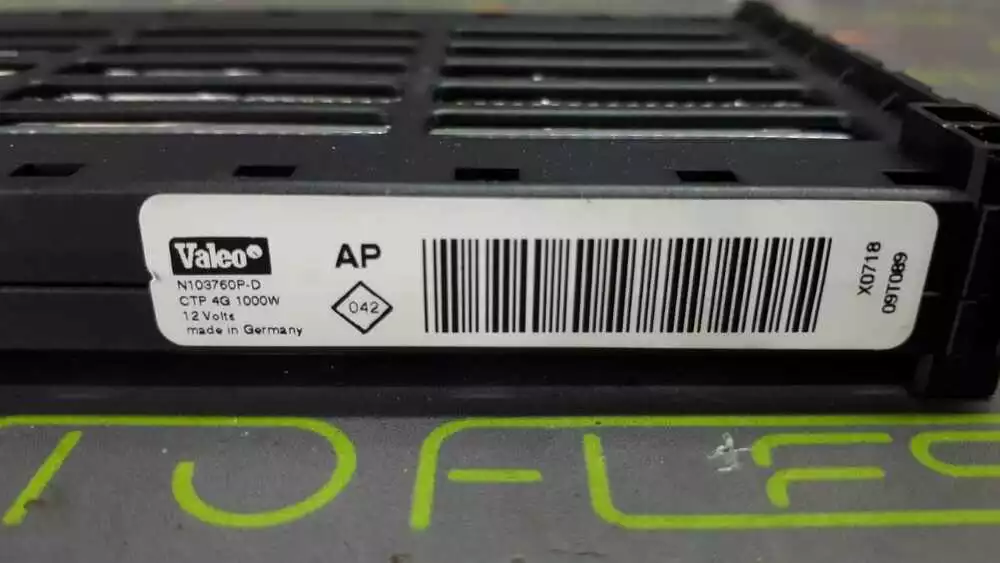 Valeo
N103760P-D
CTP 4G 1000W
12 Volts
made in Germany
AP
042
X0718
09T089